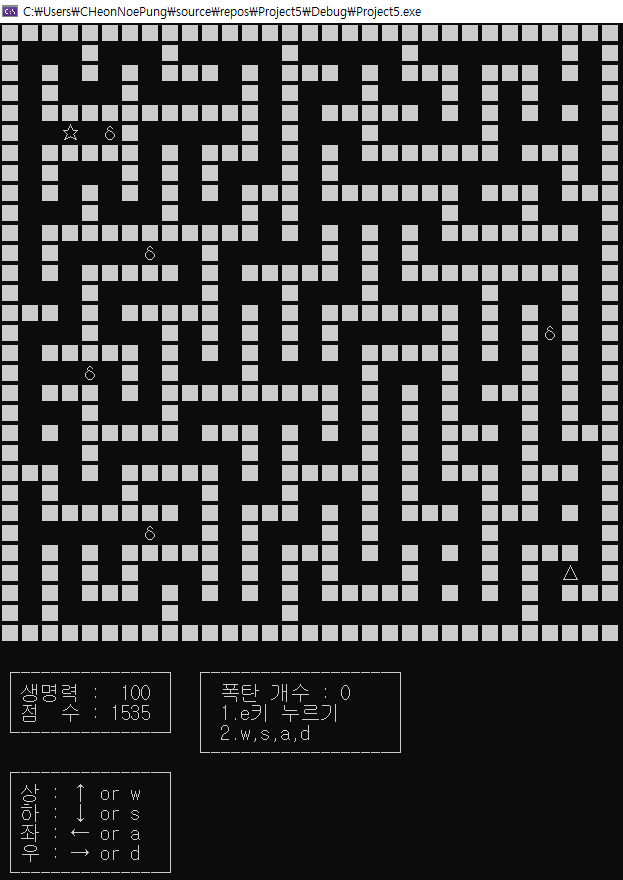 C:\Users\CHeonNoePung\source\repos\Project5\Debug\Project5.exe
생명력 : 100
점 수 : 1535
폭탄 개수 : 0
1.e키 누르기
2.w,s,a,d
상 : ↑ or w
하 : ↓ or s
좌 : ← or a
우 : → or d